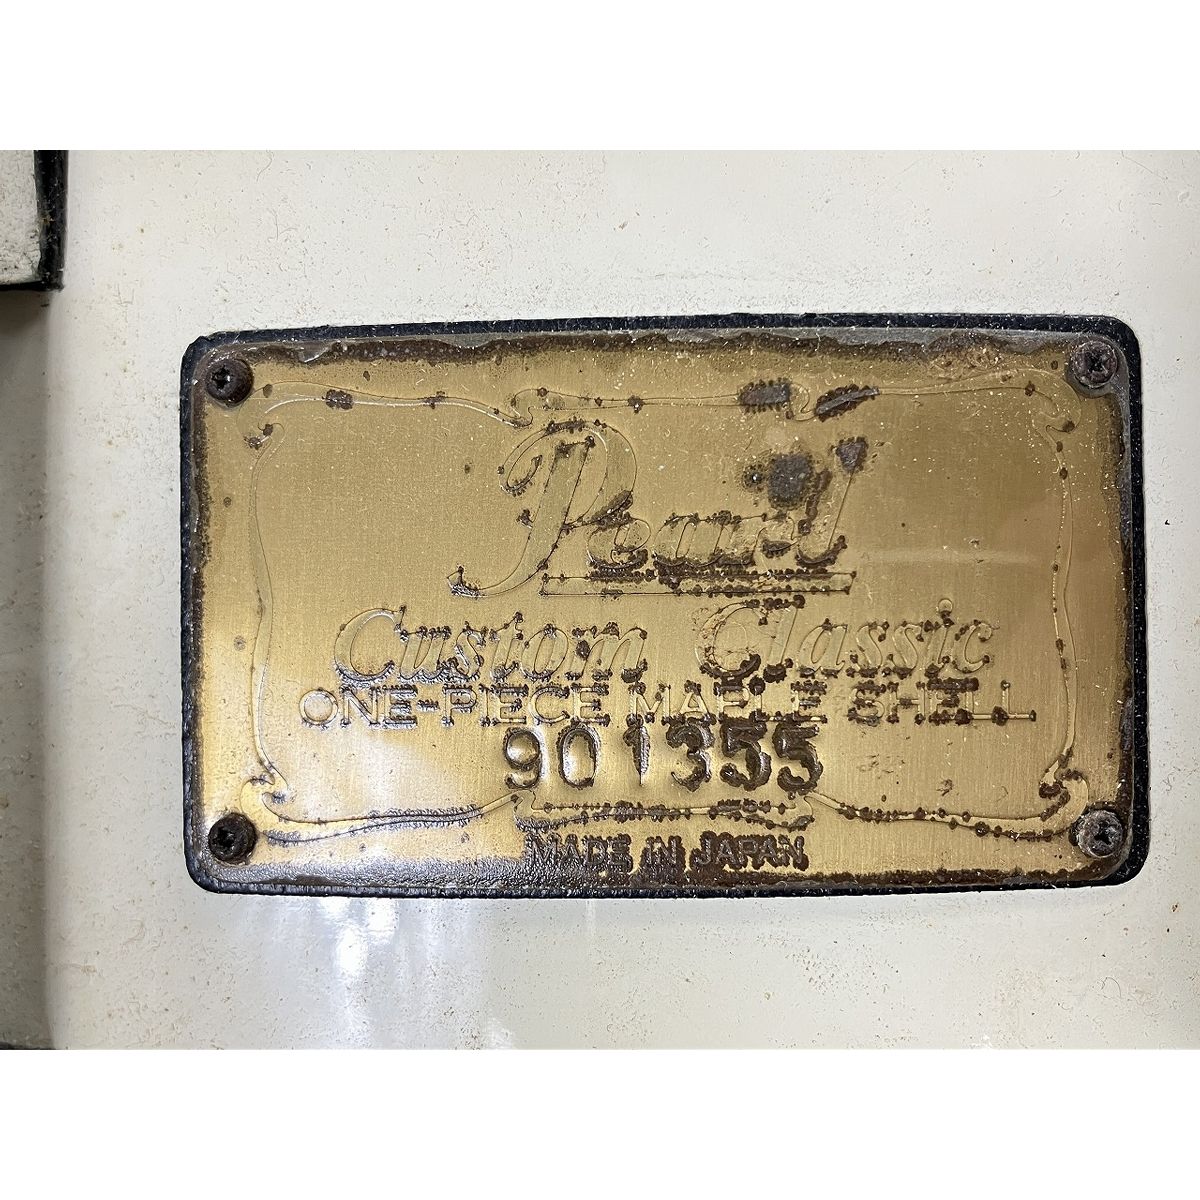 Pearl
Custom Classic
ONE-PIECE MAPLE SHELL
901355
MADE IN JAPAN